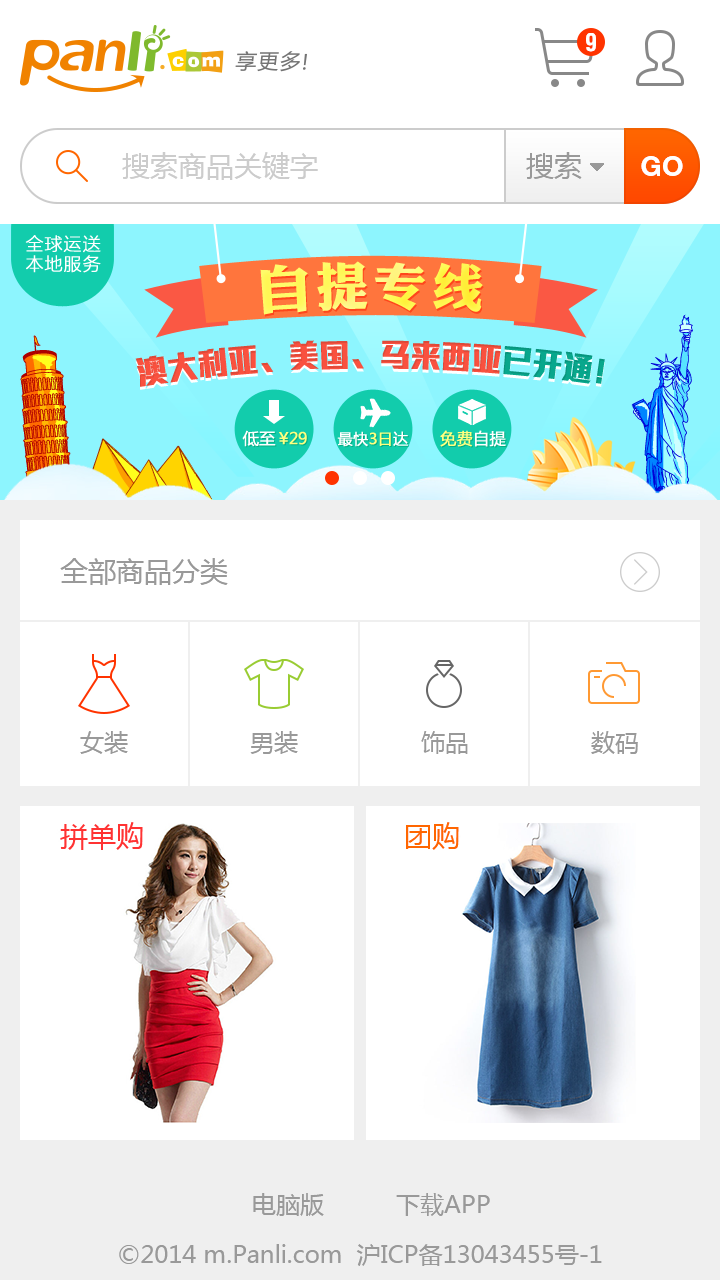 panli.com 享更多!
9
搜索商品关键字 搜索 GO
全球运送
本地服务
自提专线
澳大利亚、美国、马来西亚已开通!
低至¥29 最快3日达 免费自提
全部商品分类
女装 男装 饰品 数码
拼单购 团购
电脑版 下载APP
©2014 m.Panli.com 沪ICP备13043455号-1